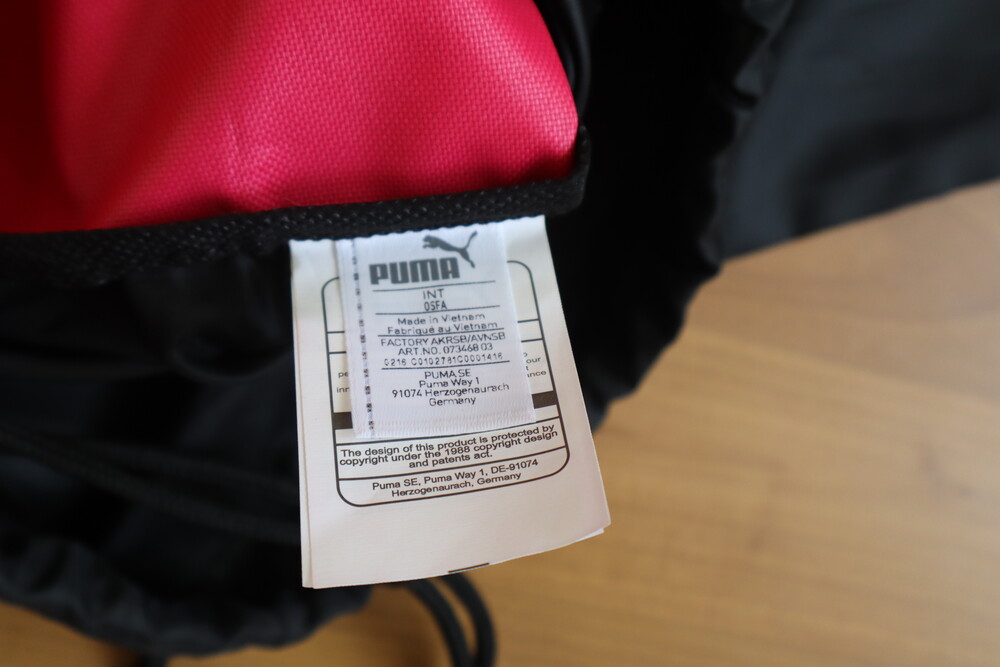 PUMA
INT
OSFA
Made in Vietnam
Fabriqué au Vietnam
FACTORY AKRSB/AVNSB
ART.NO. 073468 03
0216 C0102781C0001416
PUMA SE
Puma Way 1
91074 Herzogenaurach
Germany
The design of this product is protected by
copyright under the 1988 copyright design
and patents act.
Puma SE, Puma Way 1, DE-91074
Herzogenaurach, Germany